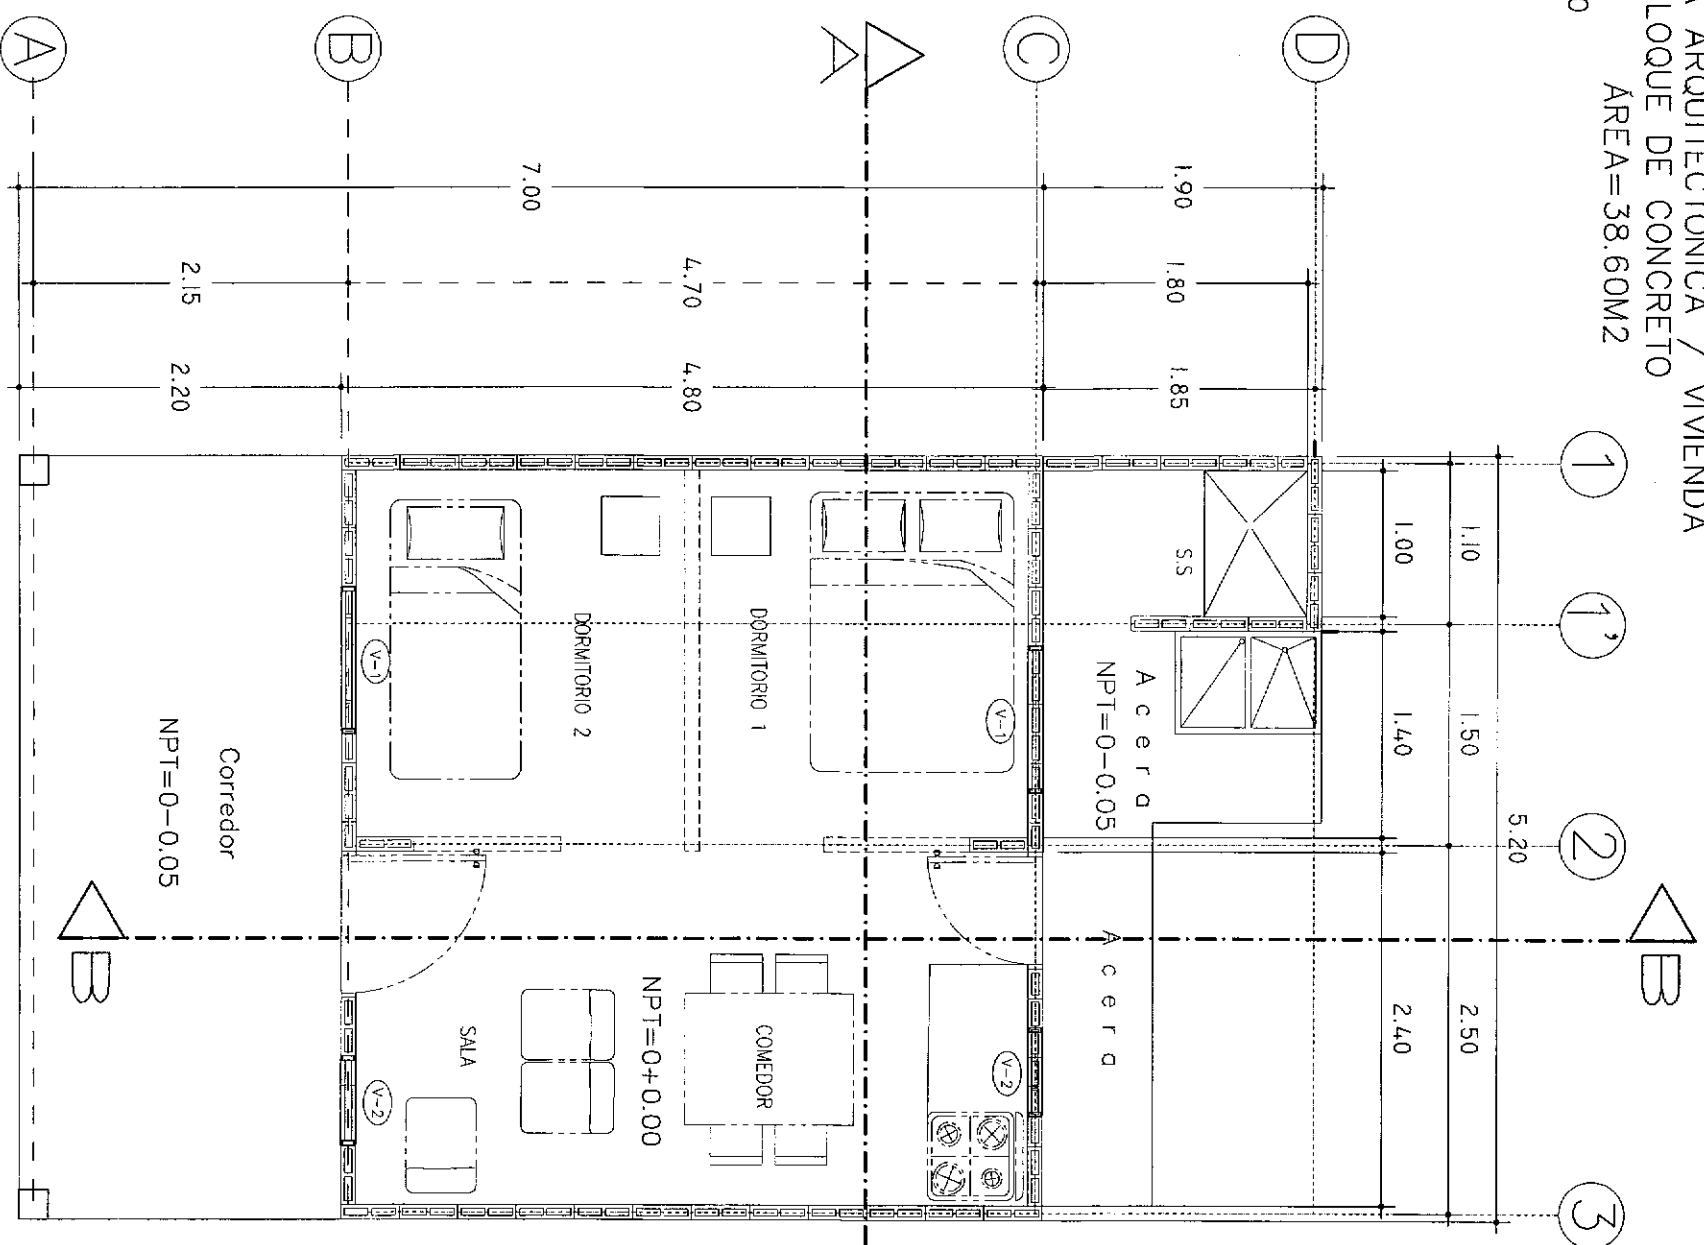 ARQUITECTONICA / VIVIENDA
LOQUE DE CONCRETO
ÁREA=38.60M2
A
B
A
C
D
7.00
1.90
2.15
4.70
1.80
2.20
4.80
1.85
1
1'
2
3
1.10
1.50
2.50
1.00
1.40
2.40
5.20
B
B
S.S
DORMITORIO 1
DORMITORIO 2
V-1
V-1
Acera
NPT=0-0.05
Acera
Corredor
NPT=0-0.05
SALA
NPT=0+0.00
COMEDOR
V-2
V-2